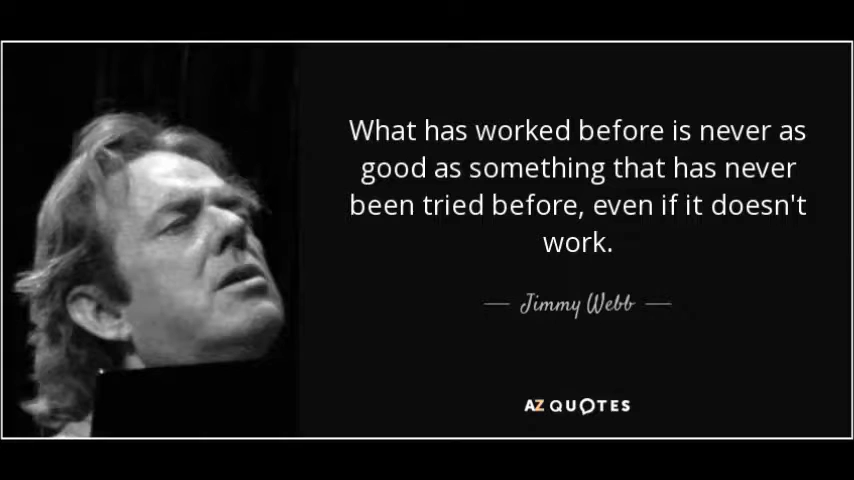 What has worked before is never as
good as something that has never
been tried before, even if it doesn't
work.
Jimmy Webb
AZ QUOTES